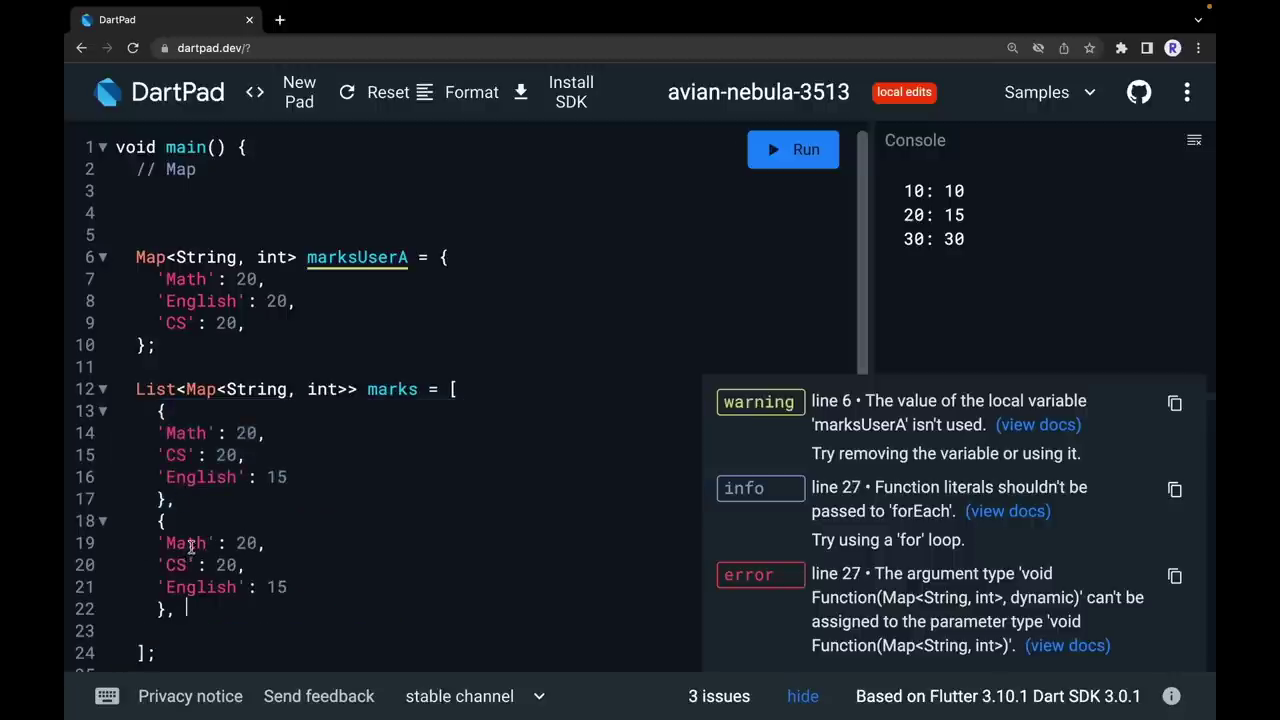 DartPad
dartpad.dev/?
R
DartPad
<> New Pad
Reset
Format
Install SDK
avian-nebula-3513
local edits
Samples
1 void main() {
2 // Map
3
4
5
6 Map<String, int> marksUserA = {
7 'Math': 20,
8 'English': 20,
9 'CS': 20,
10 };
11
12 List<Map<String, int>> marks = [
13 {
14 'Math': 20,
15 'CS': 20,
16 'English': 15
17 },
18 {
19 'Math': 20,
20 'CS': 20,
21 'English': 15
22 },
23
24 ];
Run
Console
10: 10
20: 15
30: 30
warning line 6 • The value of the local variable
'marksUserA' isn't used. (view docs)
Try removing the variable or using it.
info line 27 • Function literals shouldn't be
passed to 'forEach'. (view docs)
Try using a 'for' loop.
error line 27 • The argument type 'void
Function(Map<String, int>, dynamic)' can't be
assigned to the parameter type 'void
Function(Map<String, int>)'. (view docs)
Privacy notice
Send feedback
stable channel
3 issues
hide
Based on Flutter 3.10.1 Dart SDK 3.0.1